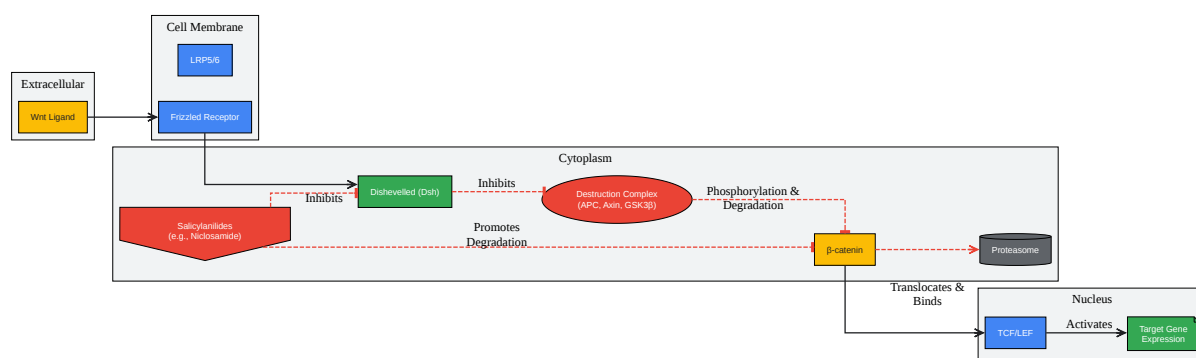 Cell Membrane
LRP5/6
Extracellular
Wnt Ligand
Frizzled Receptor
Cytoplasm
Dishevelled (Dsh)
Inhibits
Inhibits
Destruction Complex
(APC, Axin, GSK3β)
Phosphorylation &
Degradation
Salicylanilides
(e.g., Niclosamide)
Promotes
Degradation
β-catenin
Proteasome
Translocates &
Binds
Nucleus
TCF/LEF
Activates
Target Gene
Expression